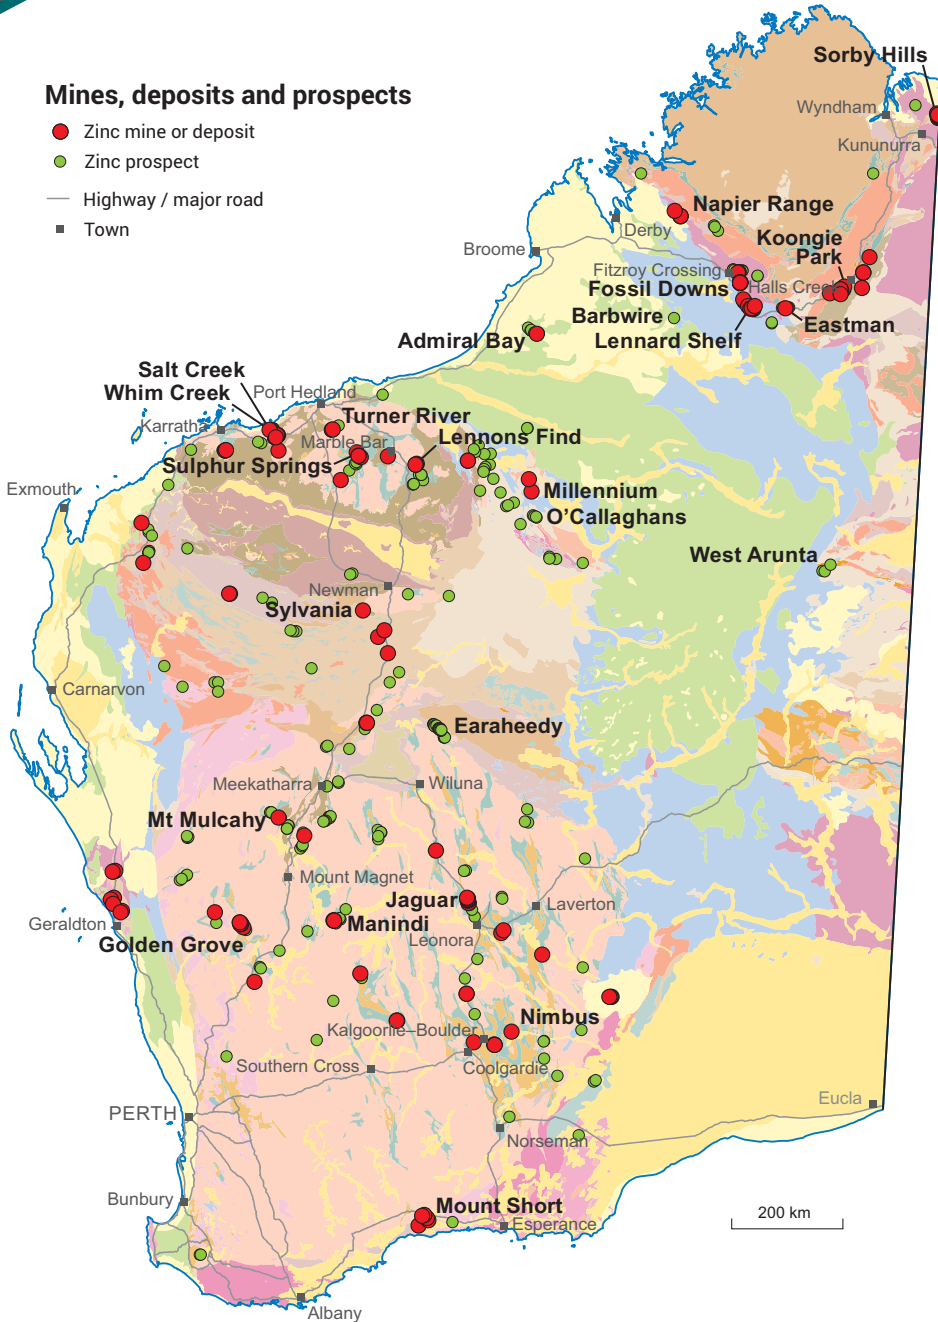 Sorby Hills
Mines, deposits and prospects
Zinc mine or deposit
Zinc prospect
Highway / major road
Town
Wyndham
Kununurra
Napier Range
Derby
Koongie
Park
Broome
Fitzroy Crossing
Halls Creek
Fossil Downs
Barbwire
Eastman
Lennard Shelf
Admiral Bay
Salt Creek
Whim Creek
Port Hedland
Karratha
Turner River
Marble Bar
Lennons Find
Sulphur Springs
Exmouth
Millennium
O'Callaghans
West Arunta
Newman
Sylvania
Carnarvon
Earaheedy
Meekatharra
Wiluna
Mt Mulcahy
Mount Magnet
Jaguar
Laverton
Manindi
Geraldton
Leonora
Golden Grove
Nimbus
Kalgoorlie–Boulder
Southern Cross
Coolgardie
Eucla
PERTH
Norseman
Bunbury
Mount Short
200 km
Esperance
Albany